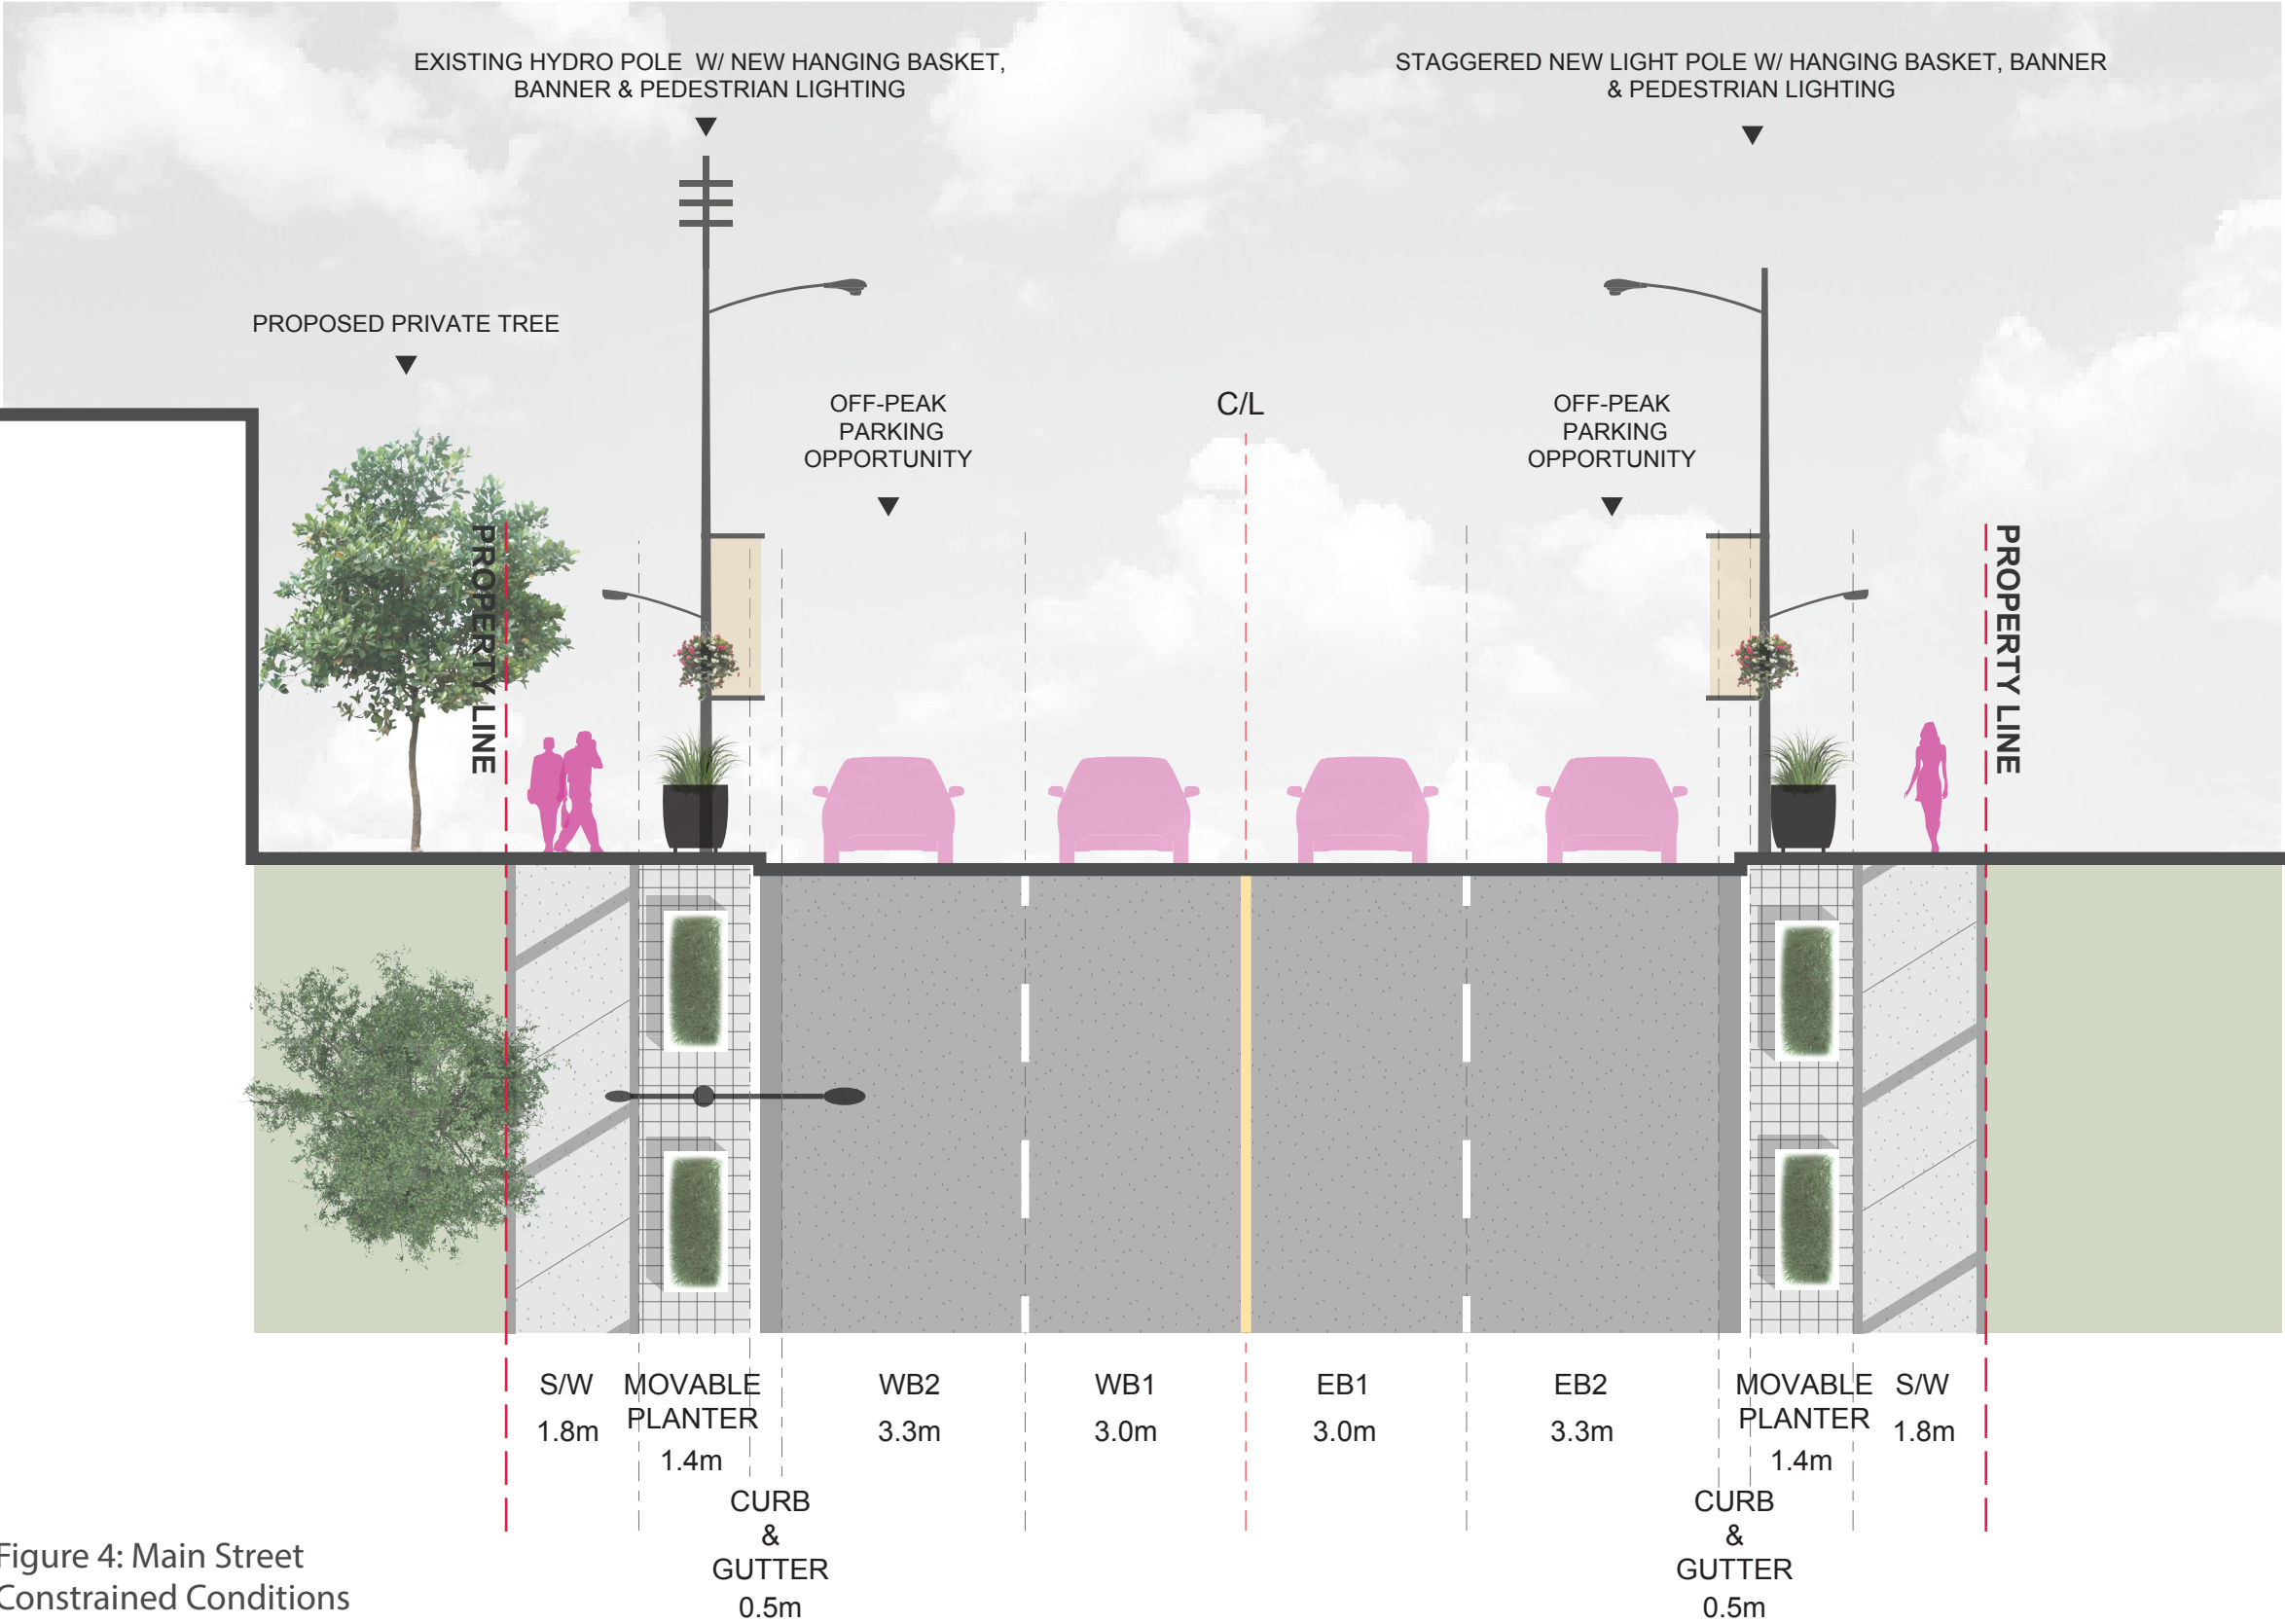 EXISTING HYDRO POLE W/ NEW HANGING BASKET,
BANNER & PEDESTRIAN LIGHTING
STAGGERED NEW LIGHT POLE W/ HANGING BASKET, BANNER
& PEDESTRIAN LIGHTING
PROPOSED PRIVATE TREE
OFF-PEAK
PARKING
OPPORTUNITY
C/L
OFF-PEAK
PARKING
OPPORTUNITY
PROPERTY LINE
PROPERTY LINE
S/W
1.8m
MOVABLE
PLANTER
1.4m
CURB
&
GUTTER
0.5m
WB2
3.3m
WB1
3.0m
EB1
3.0m
EB2
3.3m
CURB
&
GUTTER
0.5m
MOVABLE
PLANTER
1.4m
S/W
1.8m
Figure 4: Main Street
Constrained Conditions